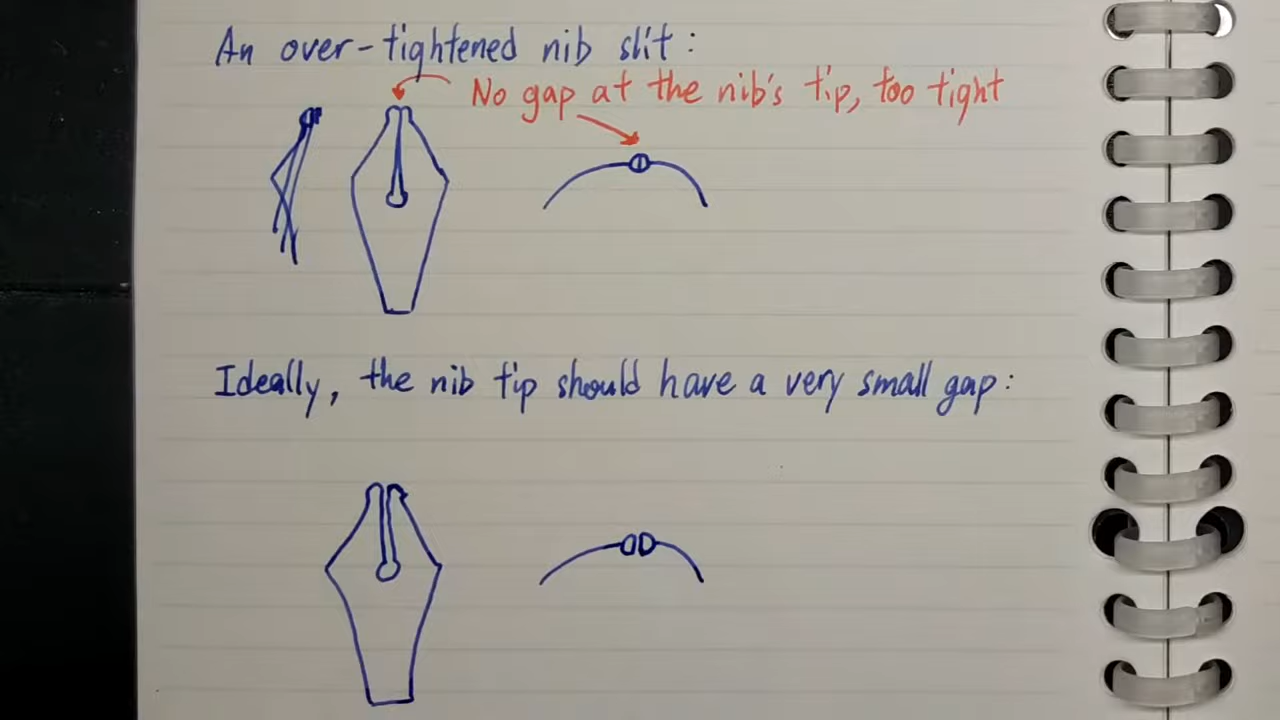 An over-tightened nib slit:
No gap at the nib's tip, too tight
Ideally, the nib tip should have a very small gap: